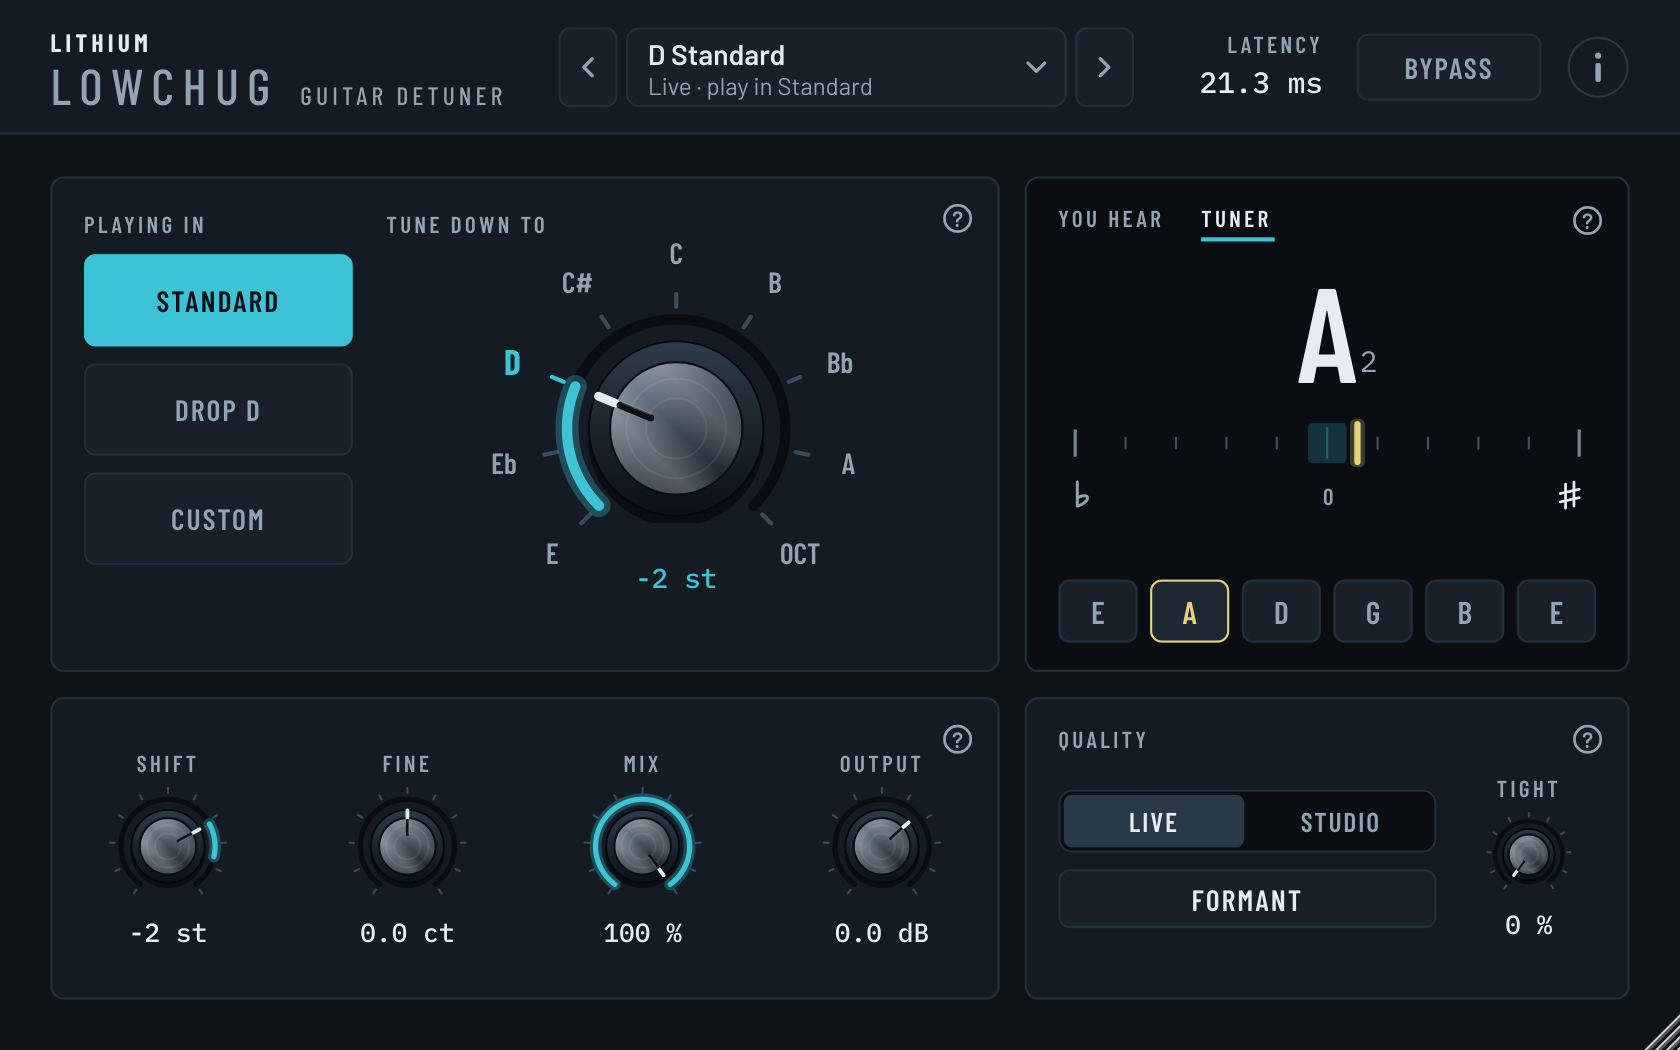 LITHIUM
LOWCHUG GUITAR DETUNER
D Standard
Live · play in Standard
LATENCY
21.3 ms
BYPASS
i
PLAYING IN
STANDARD
DROP D
CUSTOM
TUNE DOWN TO
?
C
C# B
D Bb
Eb A
E OCT
-2 st
YOU HEAR TUNER
?
A2
♭ 0 ♯
E A D G B E
SHIFT FINE MIX OUTPUT
?
-2 st 0.0 ct 100 % 0.0 dB
QUALITY
?
LIVE STUDIO
FORMANT
TIGHT
0 %